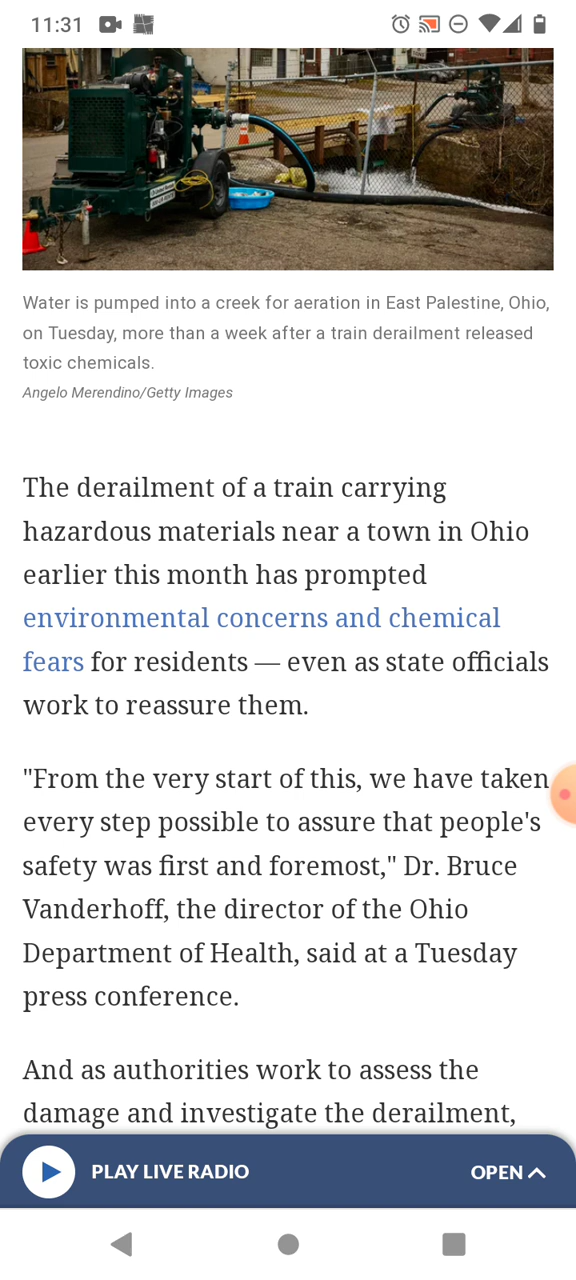 11:31
Water is pumped into a creek for aeration in East Palestine, Ohio,
on Tuesday, more than a week after a train derailment released
toxic chemicals.
Angelo Merendino/Getty Images
The derailment of a train carrying
hazardous materials near a town in Ohio
earlier this month has prompted
environmental concerns and chemical
fears for residents — even as state officials
work to reassure them.
"From the very start of this, we have taken
every step possible to assure that people's
safety was first and foremost," Dr. Bruce
Vanderhoff, the director of the Ohio
Department of Health, said at a Tuesday
press conference.
And as authorities work to assess the
damage and investigate the derailment,
PLAY LIVE RADIO
OPEN